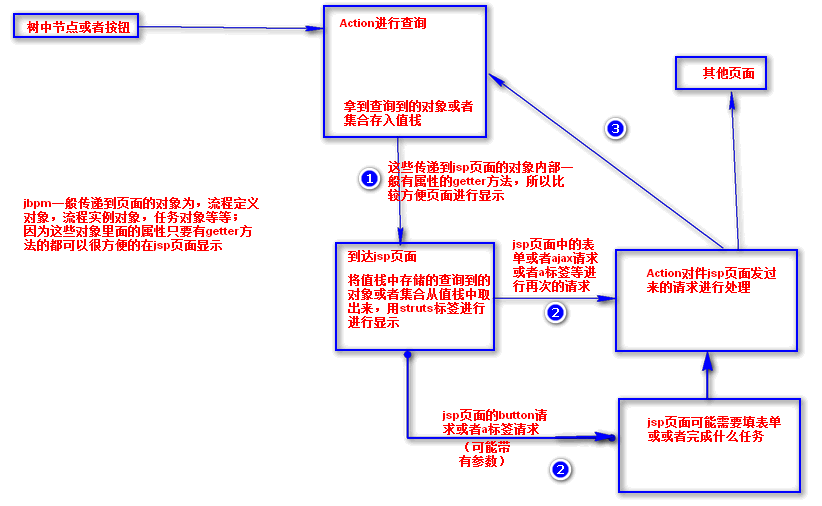 树中节点或者按钮
Action进行查询
拿到查询到的对象或者
集合存入值栈
其他页面
3
1
这些传递到jsp页面的对象内部一
般有属性的getter方法，所以比
较方便页面进行显示
jbpm一般传递到页面的对象为，流程定义
对象，流程实例对象，任务对象等等；
因为这些对象里面的属性只要有getter方
法的都可以很方便的在jsp页面显示
到达jsp页面
将值栈中存储的查询到的
对象或者集合从值栈中取
出来，用struts标签进行
进行显示
jsp页面中的表
单或者ajax请求
或者a标签等进
行再次的请求
2
Action对件jsp页面发过
来的请求进行处理
jsp页面的button请
求或者a标签请求
（可能带
有参数）
2
jsp页面可能需要填表单
或或者完成什么任务